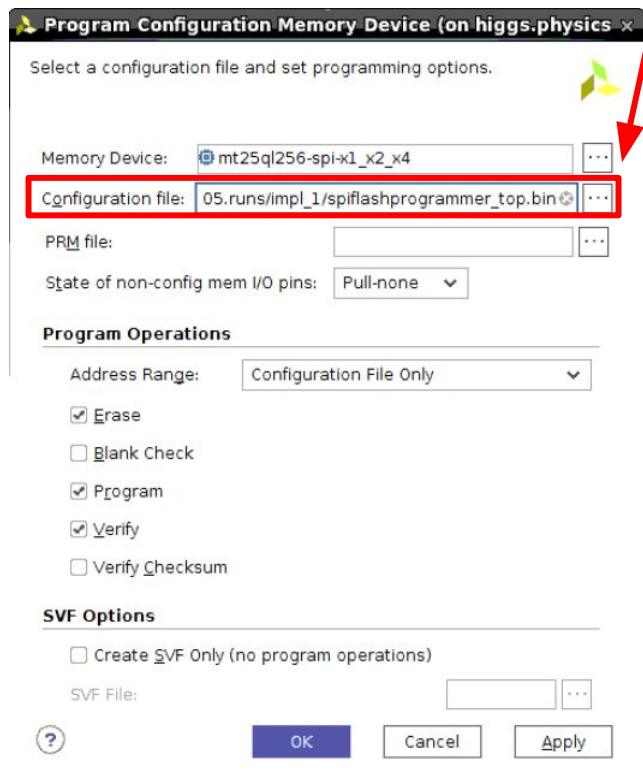 Program Configuration Memory Device (on higgs.physics
Select a configuration file and set programming options.
Memory Device: mt25ql256-spi-x1_x2_x4
Configuration file: 05.runs/impl_1/spiflashprogrammer_top.bin
PRM file:
State of non-config mem I/O pins: Pull-none
Program Operations
Address Range: Configuration File Only
Erase
Blank Check
Program
Verify
Verify Checksum
SVF Options
Create SVF Only (no program operations)
SVF File:
? OK Cancel Apply